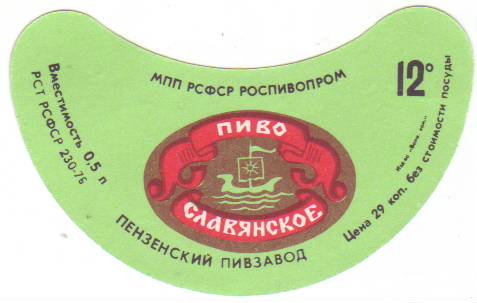 МПП РСФСР РОСПИВОПРОМ
12°
Вместимость 0,5 л
РСТ РСФСР 230-76
ПИВО
СЛАВЯНСКОЕ
ПЕНЗЕНСКИЙ ПИВЗАВОД
Цена 29 коп. без стоимости посуды